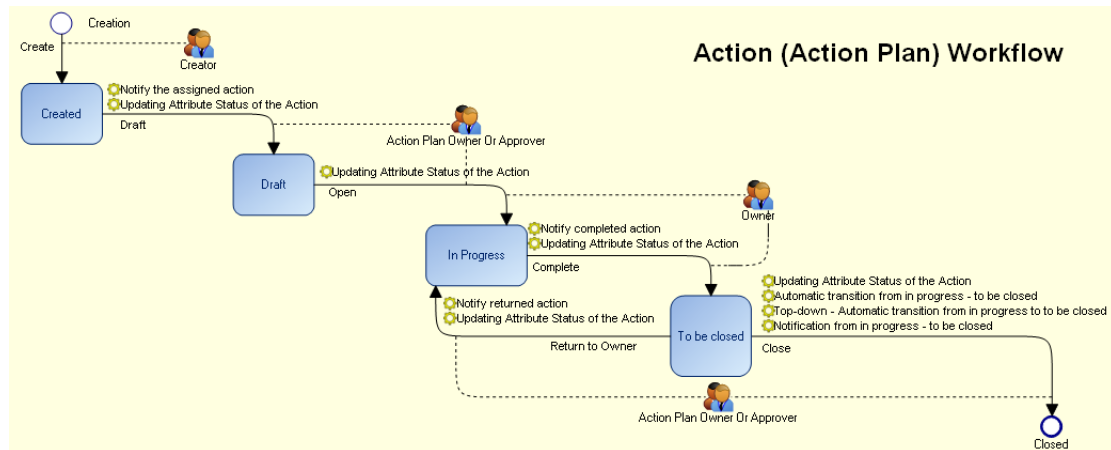 Creation
Action (Action Plan) Workflow
Create
Creator
Notify the assigned action
Updating Attribute Status of the Action
Created
Draft
Action Plan Owner Or Approver
Updating Attribute Status of the Action
Draft
Open
Owner
Notify completed action
Updating Attribute Status of the Action
In Progress
Complete
Updating Attribute Status of the Action
Automatic transition from in progress - to be closed
Top-down - Automatic transition from in progress to to be closed
Notification from in progress - to be closed
Notify returned action
Updating Attribute Status of the Action
To be closed
Return to Owner
Close
Action Plan Owner Or Approver
Closed